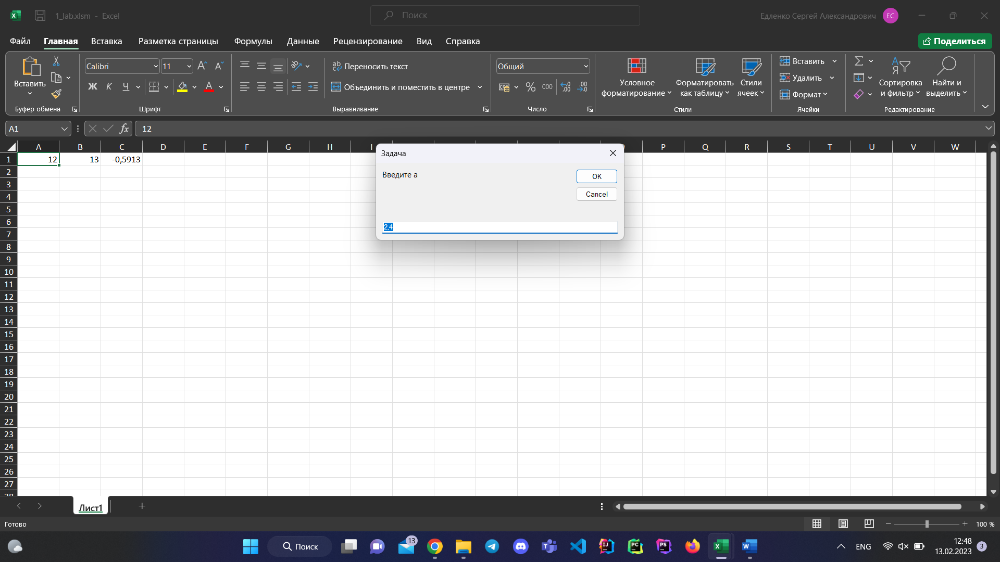 1_lab.xlsm - Excel
Поиск
Едленко Сергей Александрович
ЕС
Файл Главная Вставка Разметка страницы Формулы Данные Рецензирование Вид Справка
Поделиться
Вставить
Буфер обмена
Calibri 11
Ж К Ч
Шрифт
Переносить текст
Объединить и поместить в центре
Выравнивание
Общий
% 000
Число
Условное форматирование
Форматировать как таблицу
Стили ячеек
Стили
Вставить
Удалить
Формат
Ячейки
Сортировка и фильтр
Найти и выделить
Редактирование
A1
fx
12
A B C D E F G H I P Q R S T U V W
1 12 13 -0,5913
2
3
4
5
6
7
8
9
10
11
12
13
14
15
16
17
18
19
20
21
22
23
24
25
26
27
28
Задача
Введите a
OK
Cancel
2,4
Лист1
Готово
100 %
Поиск
13
ENG
12:48
13.02.2023
3